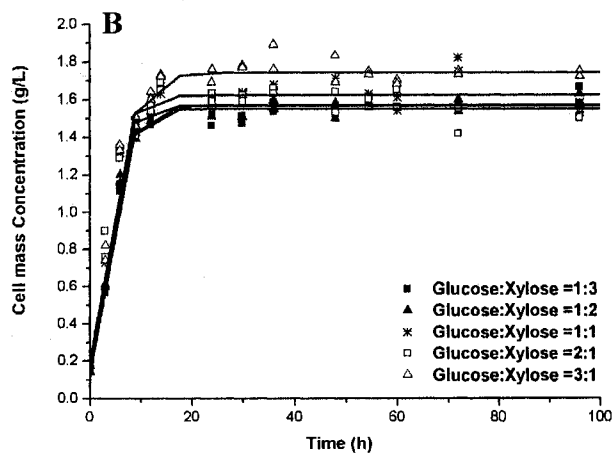 B
Cell mass Concentration (g/L)
2.0
1.8
1.6
1.4
1.2
1.0
0.8
0.6
0.4
0.2
0.0
Glucose:Xylose =1:3
Glucose:Xylose =1:2
Glucose:Xylose =1:1
Glucose:Xylose =2:1
Glucose:Xylose =3:1
0
20
40
60
80
100
Time (h)